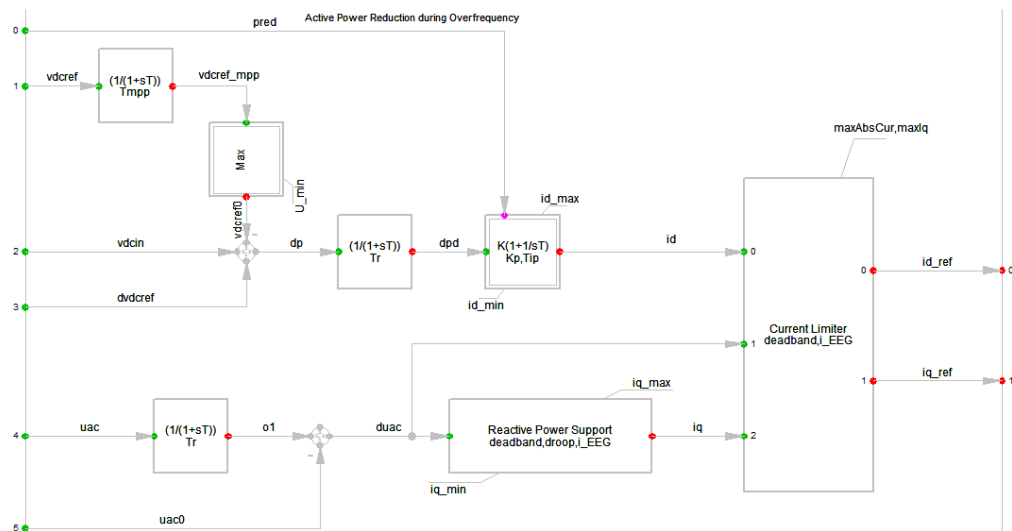 pred
Active Power Reduction during Overfrequency
0
vdcref
(1/(1+sT))
Tmpp
vdcref_mpp
1
Max
U_min
vdcref0
-
maxAbsCur,maxIq
id_max
vdcin
dp
(1/(1+sT))
Tr
dpd
K(1+1/sT)
Kp,Tip
id
2
0
dvdcref
id_min
3
0
id_ref
0
Current Limiter
deadband,i_EEG
1
iq_max
1
iq_ref
1
uac
(1/(1+sT))
Tr
o1
duac
Reactive Power Support
deadband,droop,i_EEG
iq
4
2
-
iq_min
uac0
5